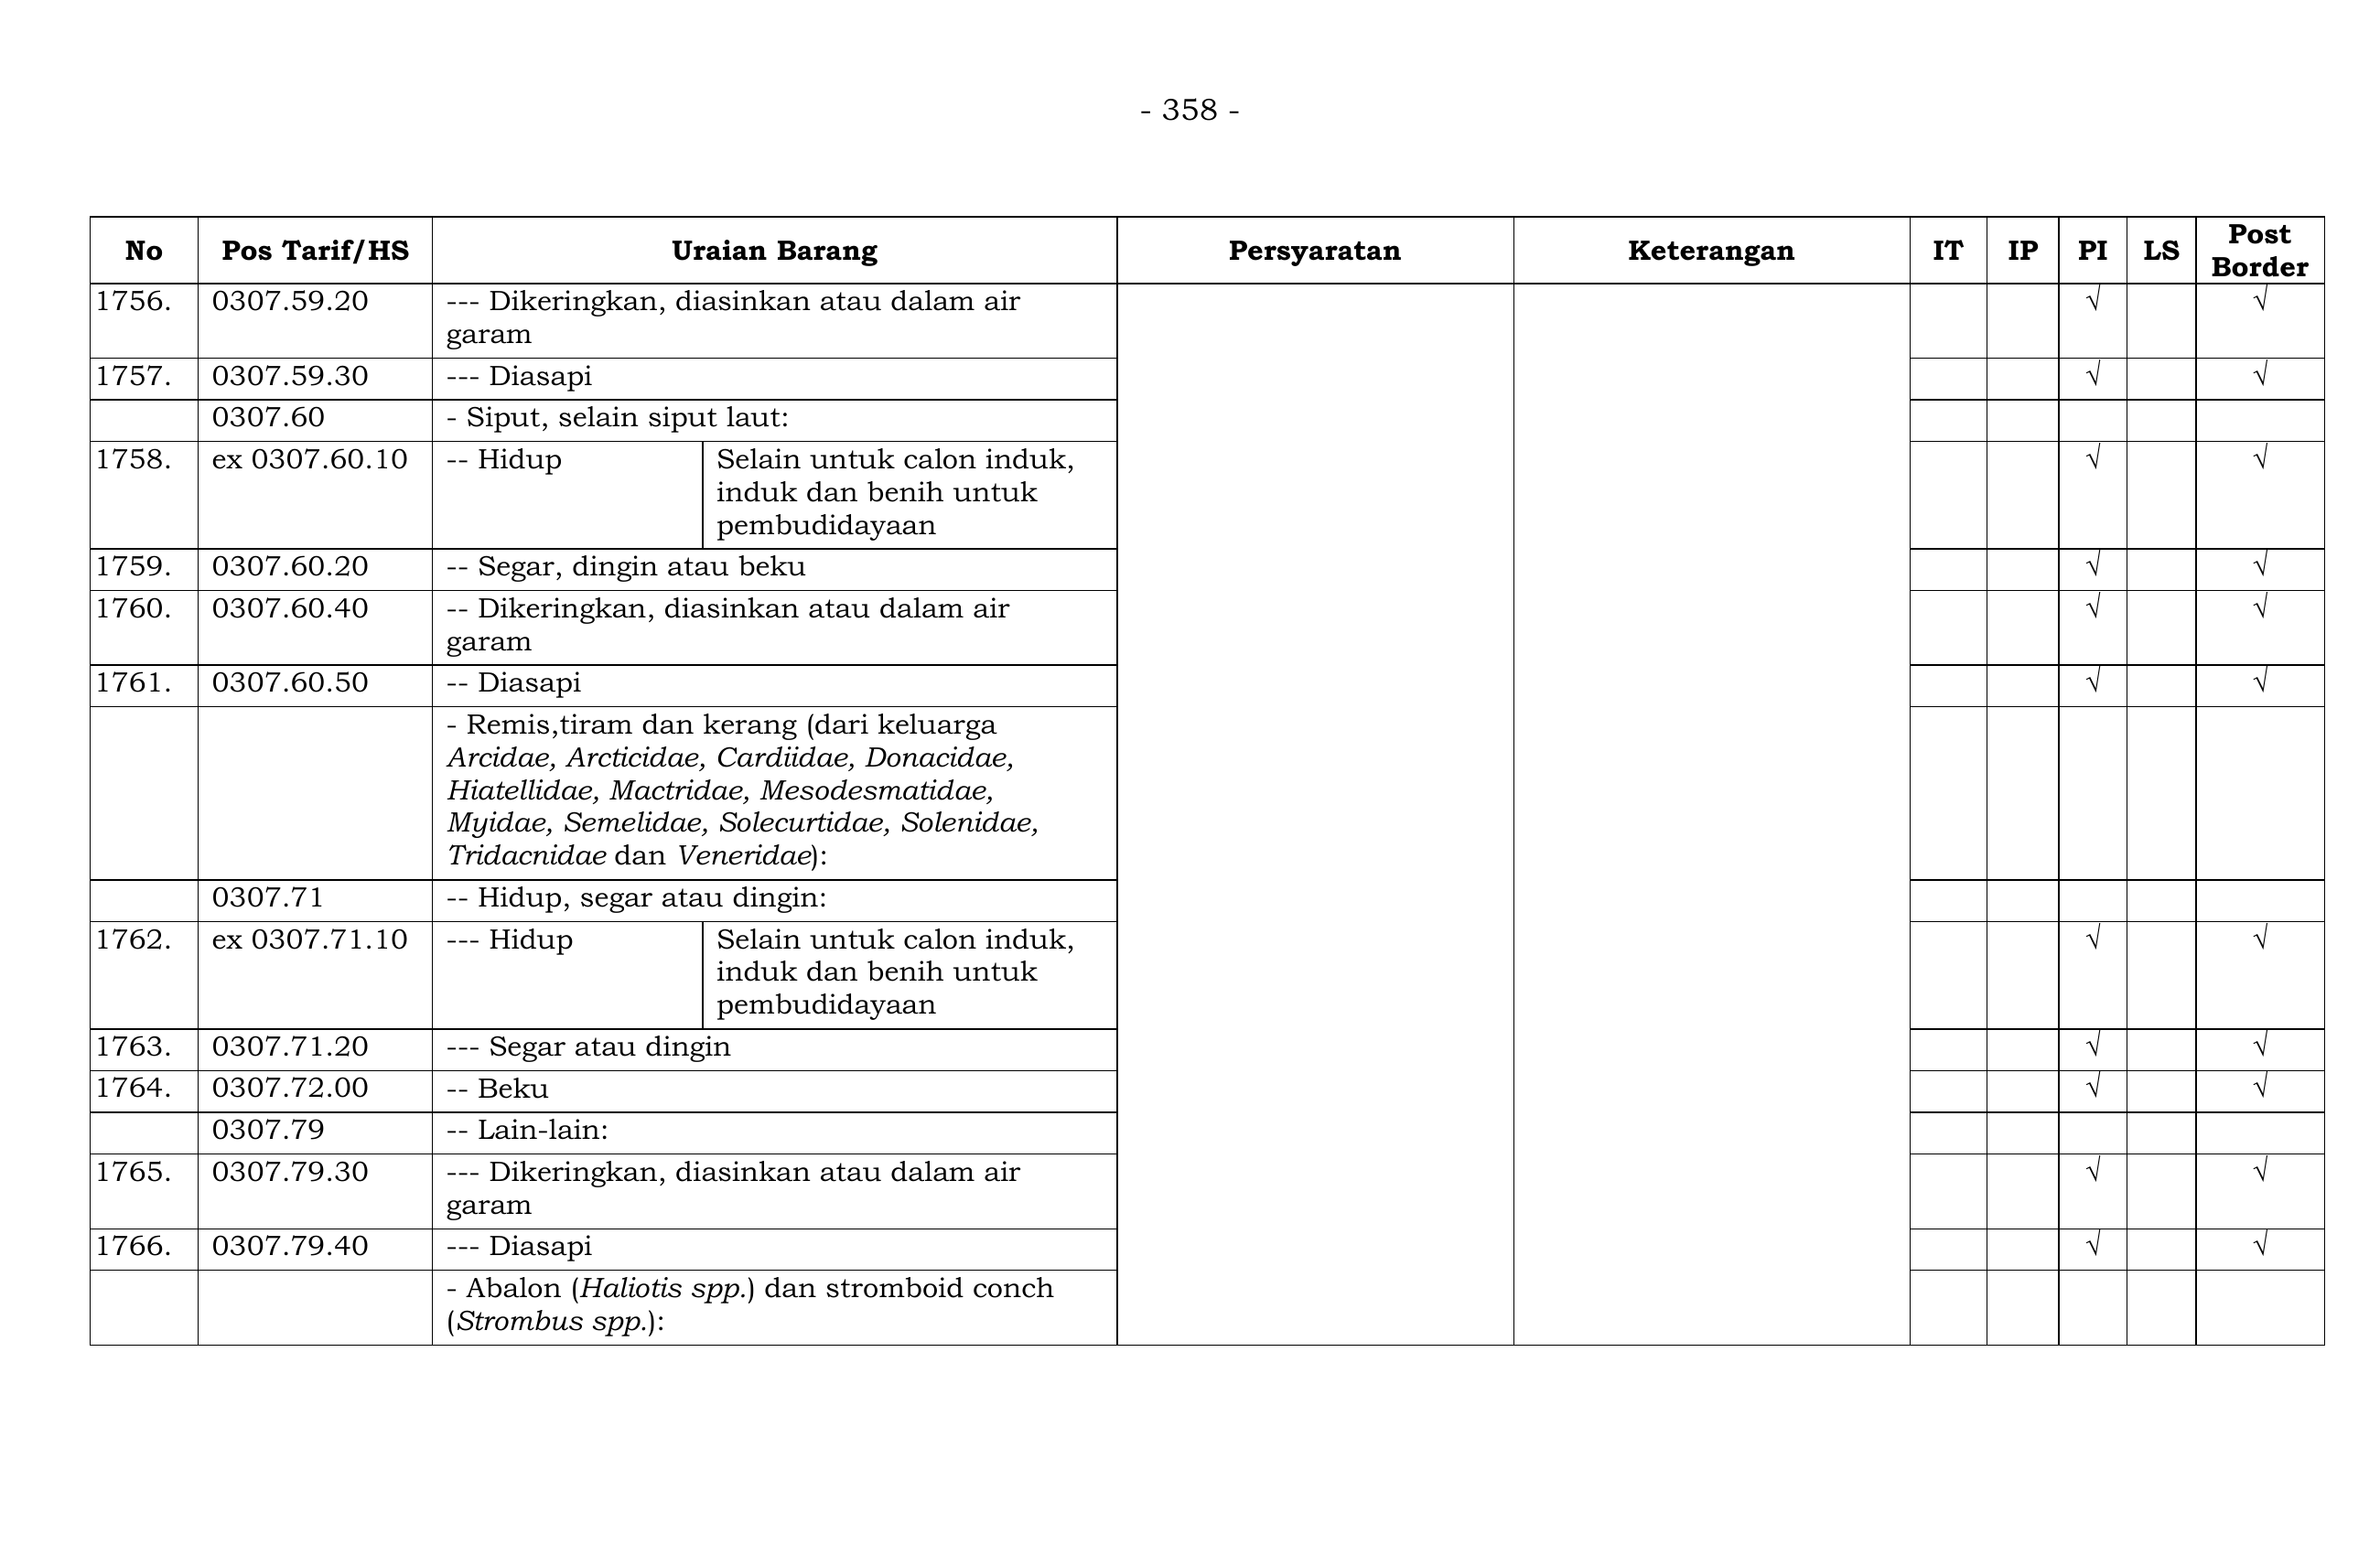 - 358 -
No Pos Tarif/HS Uraian Barang Persyaratan Keterangan IT IP PI LS Post Border
1756. 0307.59.20 --- Dikeringkan, diasinkan atau dalam air √ √
garam
1757. 0307.59.30 --- Diasapi √ √
0307.60 - Siput, selain siput laut:
1758. ex 0307.60.10 -- Hidup Selain untuk calon induk, √ √
induk dan benih untuk
pembudidayaan
1759. 0307.60.20 -- Segar, dingin atau beku √ √
1760. 0307.60.40 -- Dikeringkan, diasinkan atau dalam air √ √
garam
1761. 0307.60.50 -- Diasapi √ √
- Remis,tiram dan kerang (dari keluarga
Arcidae, Arcticidae, Cardiidae, Donacidae,
Hiatellidae, Mactridae, Mesodesmatidae,
Myidae, Semelidae, Solecurtidae, Solenidae,
Tridacnidae dan Veneridae):
0307.71 -- Hidup, segar atau dingin:
1762. ex 0307.71.10 --- Hidup Selain untuk calon induk, √ √
induk dan benih untuk
pembudidayaan
1763. 0307.71.20 --- Segar atau dingin √ √
1764. 0307.72.00 -- Beku √ √
0307.79 -- Lain-lain:
1765. 0307.79.30 --- Dikeringkan, diasinkan atau dalam air √ √
garam
1766. 0307.79.40 --- Diasapi √ √
- Abalon (Haliotis spp.) dan stromboid conch
(Strombus spp.):